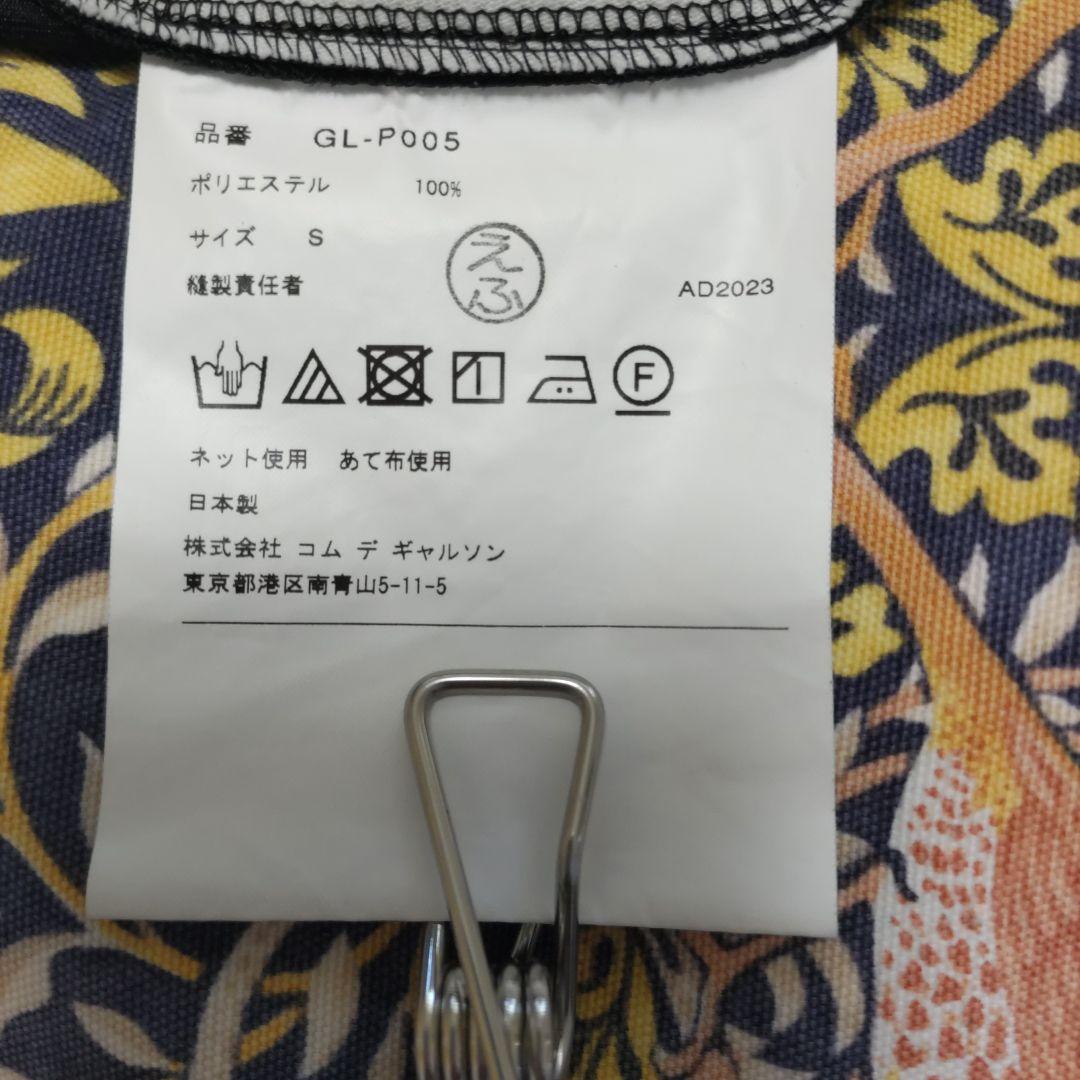 品番 GL-P005
ポリエステル 100%
サイズ S
えふ
縫製責任者 AD2023
F
ネット使用 あて布使用
日本製
株式会社 コム デ ギャルソン
東京都港区南青山5-11-5